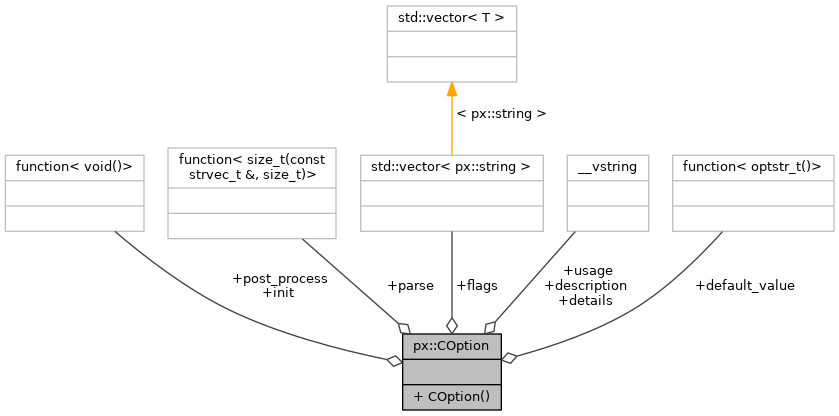 std::vector< T >
< px::string >
function< void()>
function< size_t(const
strvec_t &, size_t)>
std::vector< px::string >
__vstring
function< optstr_t()>
+post_process
+init
+parse
+flags
+usage
+description
+details
+default_value
px::COption
+ COption()